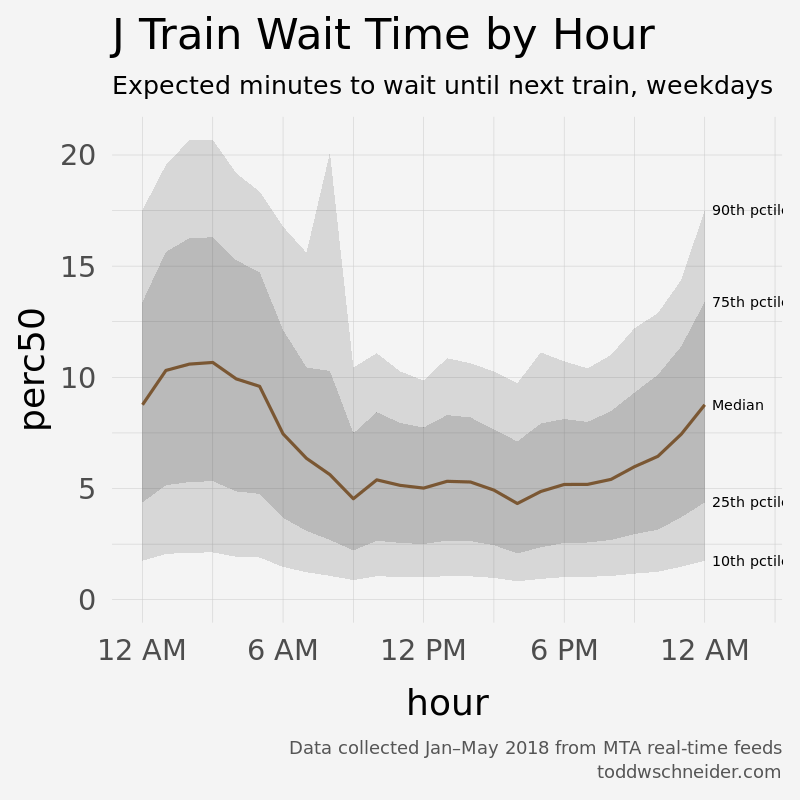 J Train Wait Time by Hour
Expected minutes to wait until next train, weekdays
perc50
20
15
10
5
0
90th pctile
75th pctile
Median
25th pctile
10th pctile
12 AM 6 AM 12 PM 6 PM 12 AM
hour
Data collected Jan–May 2018 from MTA real-time feeds
toddwschneider.com